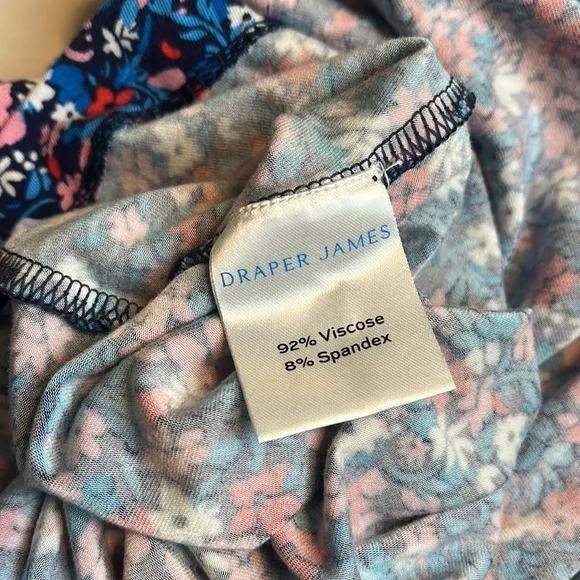 DRAPER JAMES
92% Viscose
8% Spandex